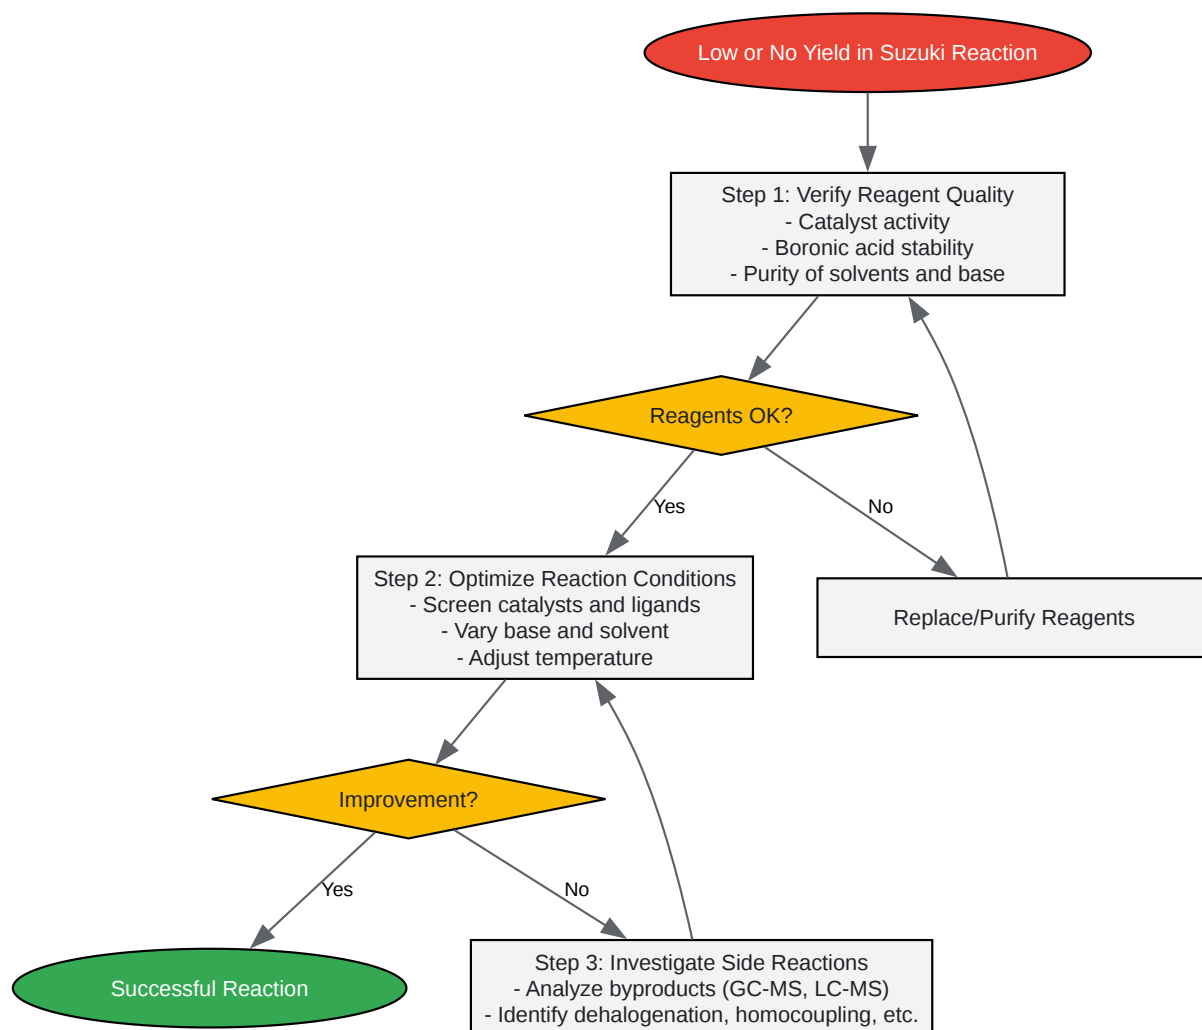 Low or No Yield in Suzuki Reaction
Step 1: Verify Reagent Quality
- Catalyst activity
- Boronic acid stability
- Purity of solvents and base
Reagents OK?
Yes
No
Step 2: Optimize Reaction Conditions
- Screen catalysts and ligands
- Vary base and solvent
- Adjust temperature
Replace/Purify Reagents
Improvement?
Yes
No
Successful Reaction
Step 3: Investigate Side Reactions
- Analyze byproducts (GC-MS, LC-MS)
- Identify dehalogenation, homocoupling, etc.